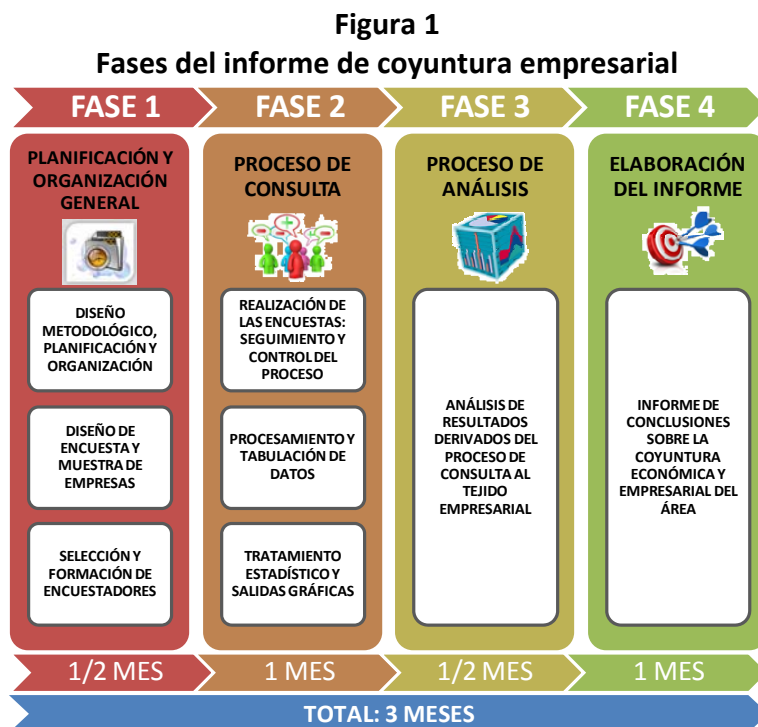 Figura 1
Fases del informe de coyuntura empresarial
FASE 1
FASE 2
FASE 3
FASE 4
PLANIFICACIÓN Y
ORGANIZACIÓN
GENERAL
DISEÑO
METODOLÓGICO,
PLANIFICACIÓN Y
ORGANIZACIÓN
DISEÑO DE
ENCUESTA Y
MUESTRA DE
EMPRESAS
SELECCIÓN Y
FORMACIÓN DE
ENCUESTADORES
PROCESO DE
CONSULTA
REALIZACIÓN DE
LAS ENCUESTAS:
SEGUIMIENTO Y
CONTROL DEL
PROCESO
PROCESAMIENTO Y
TABULACIÓN DE
DATOS
TRATAMIENTO
ESTADÍSTICO Y
SALIDAS GRÁFICAS
PROCESO DE
ANÁLISIS
ANÁLISIS DE
RESULTADOS
DERIVADOS DEL
PROCESO DE
CONSULTA AL
TEJIDO
EMPRESARIAL
ELABORACIÓN
DEL INFORME
INFORME DE
CONCLUSIONES
SOBRE LA
COYUNTURA
ECONÓMICA Y
EMPRESARIAL DEL
ÁREA
1/2 MES
1 MES
1/2 MES
1 MES
TOTAL: 3 MESES